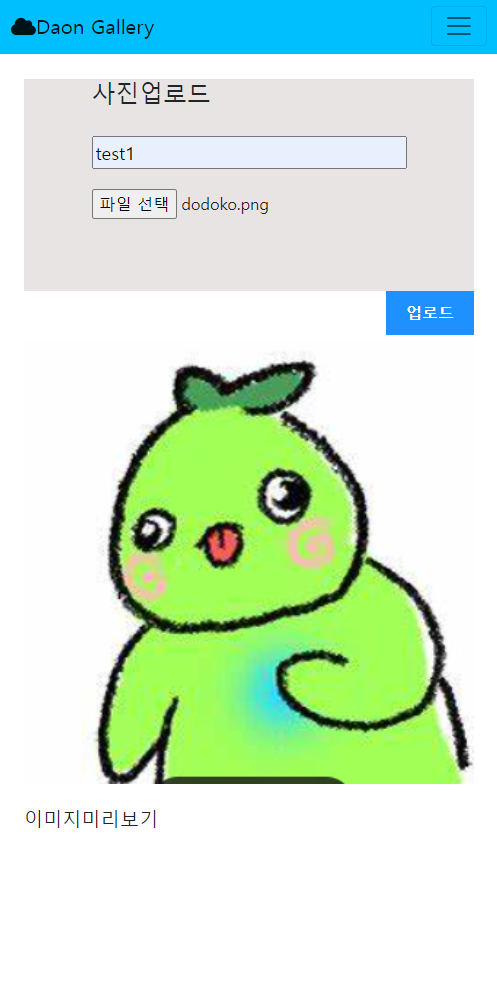 Daon Gallery
사진업로드
test1
파일 선택 dodoko.png
업로드
이미지미리보기